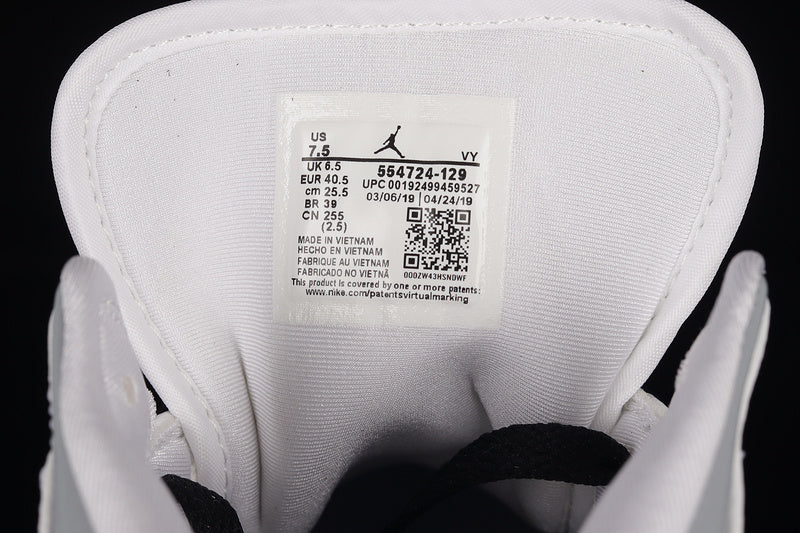 US
7.5
VY
UK 6.5
EUR 40.5
cm 25.5
BR 39
CN 255
(2.5)
554724-129
UPC 00192499459527
03/06/19 | 04/24/19
MADE IN VIETNAM
HECHO EN VIETNAM
FABRIQUE AU VIETNAM
FABRICADO NO VIETNÃ
000ZW43HSNDWF
This product is covered by one or more patents:
www.nike.com/patentsvirtualmarking